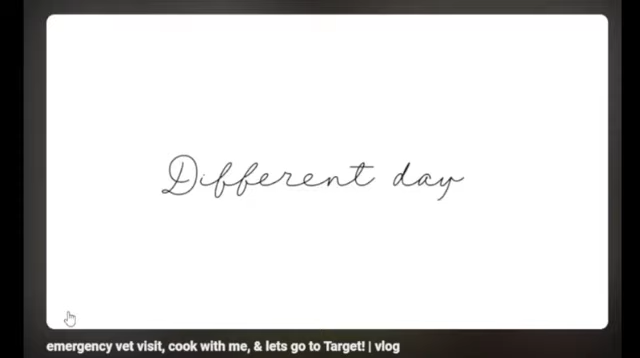 Different day
emergency vet visit, cook with me, & lets go to Target! | vlog